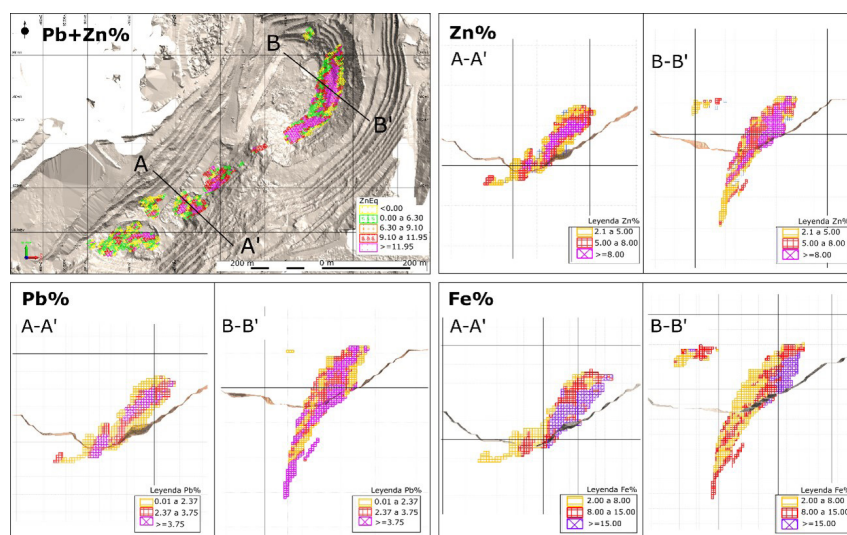 Pb+Zn%
B
B'
A
A'
ZnEq
<0.00
0.00 a 6.30
6.30 a 9.10
9.10 a 11.95
>=11.95
200 m
0 m
200 m
Zn%
A-A'
B-B'
Leyenda Zn%
2.1 a 5.00
5.00 a 8.00
>=8.00
Leyenda Zn%
2.1 a 5.00
5.00 a 8.00
>=8.00
Pb%
A-A'
B-B'
Leyenda Pb%
0.01 a 2.37
2.37 a 3.75
>=3.75
Leyenda Pb%
0.01 a 2.37
2.37 a 3.75
>=3.75
Fe%
A-A'
B-B'
Leyenda Fe%
2.00 a 8.00
8.00 a 15.00
>=15.00
Leyenda Fe%
2.00 a 8.00
8.00 a 15.00
>=15.00